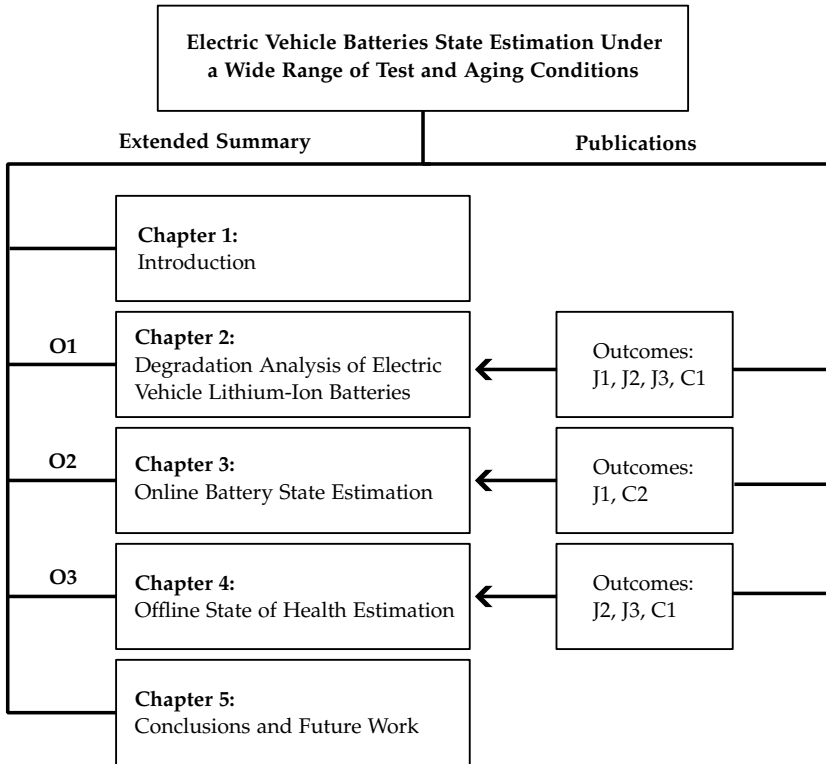 Electric Vehicle Batteries State Estimation Under
a Wide Range of Test and Aging Conditions
Extended Summary
Publications
Chapter 1:
Introduction
O1
Chapter 2:
Degradation Analysis of Electric
Vehicle Lithium-Ion Batteries
Outcomes:
J1, J2, J3, C1
O2
Chapter 3:
Online Battery State Estimation
Outcomes:
J1, C2
O3
Chapter 4:
Offline State of Health Estimation
Outcomes:
J2, J3, C1
Chapter 5:
Conclusions and Future Work